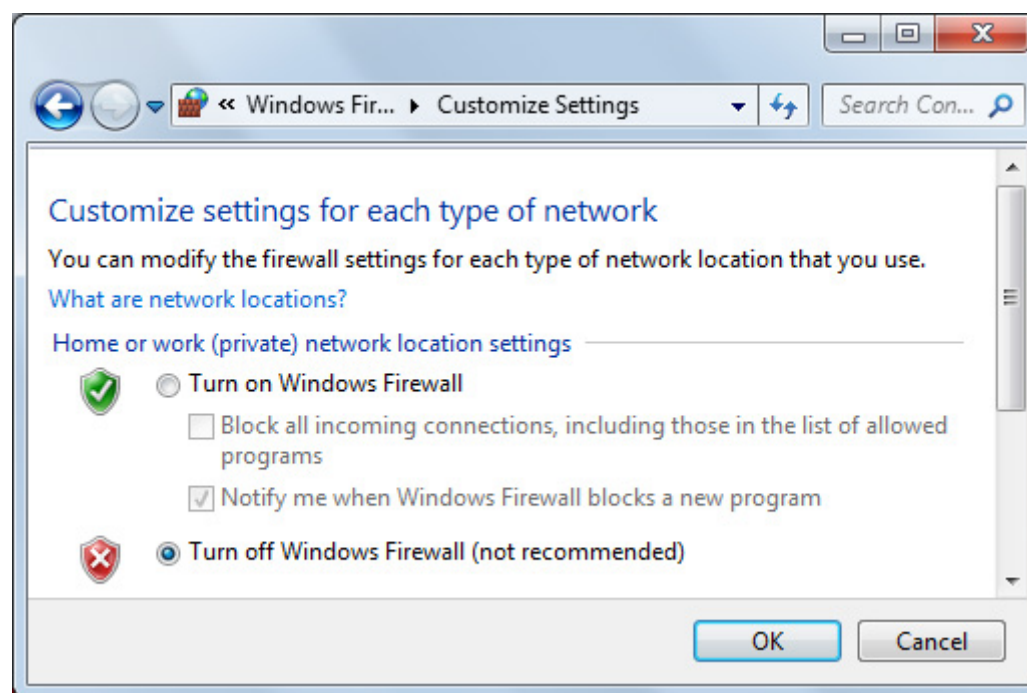 « Windows Fir... ▸ Customize Settings
Search Con...
Customize settings for each type of network
You can modify the firewall settings for each type of network location that you use.
What are network locations?
Home or work (private) network location settings
Turn on Windows Firewall
Block all incoming connections, including those in the list of allowed
programs
Notify me when Windows Firewall blocks a new program
Turn off Windows Firewall (not recommended)
OK
Cancel